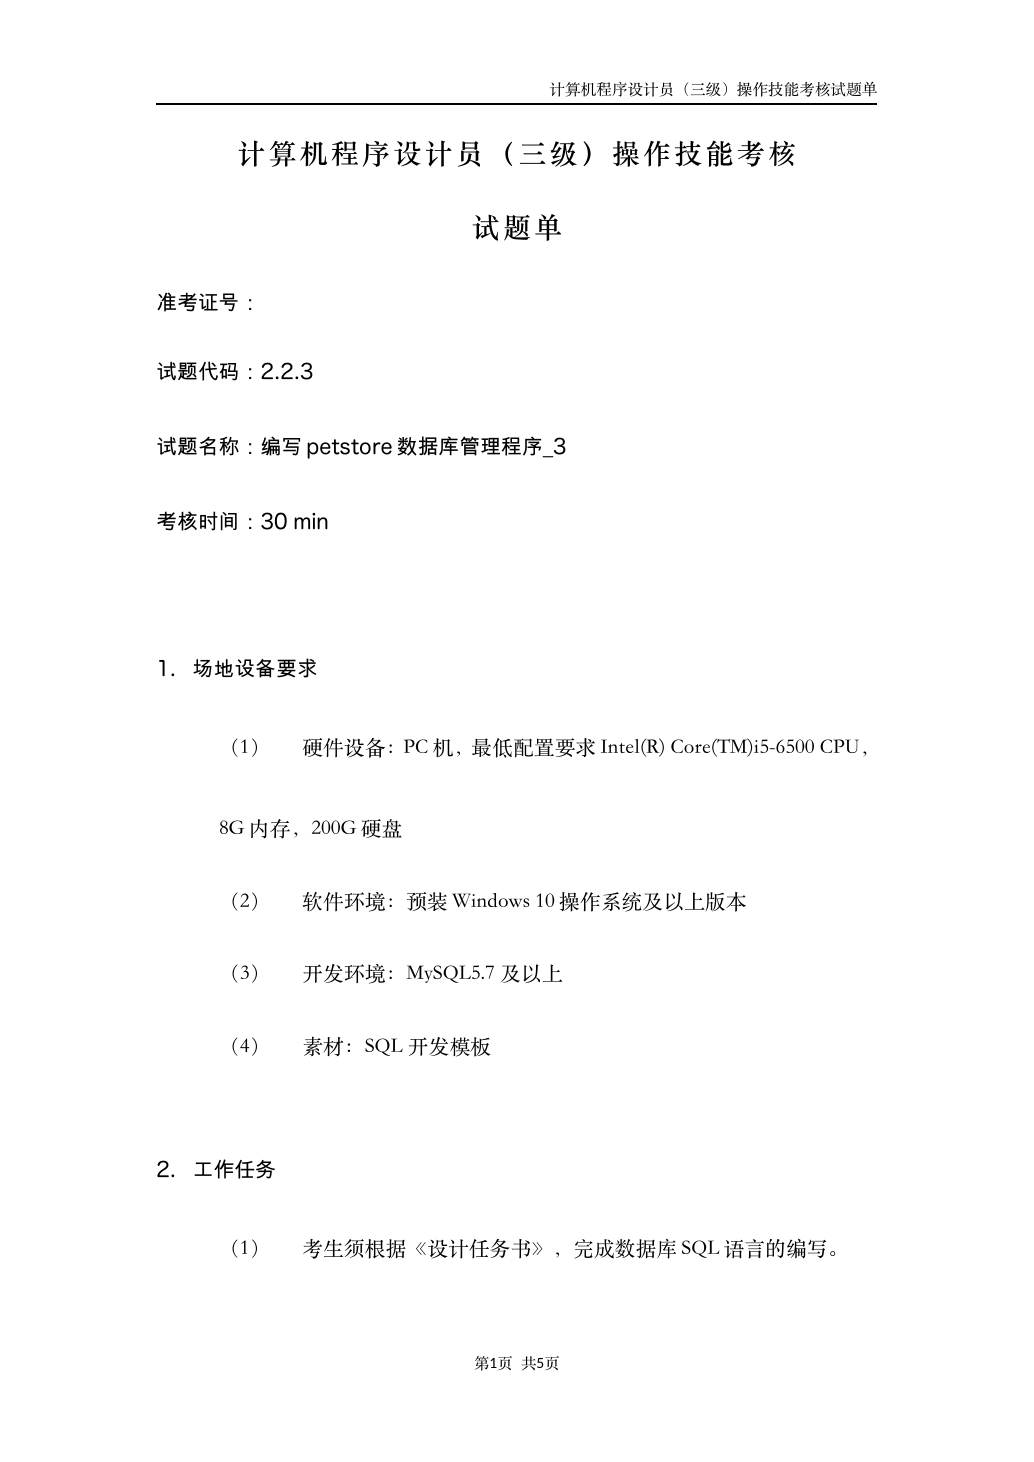 计算机程序设计员（三级）操作技能考核试题单
计算机程序设计员（三级）操作技能考核
试题单
准考证号：
试题代码：2.2.3
试题名称：编写 petstore 数据库管理程序_3
考核时间：30 min
1. 场地设备要求
（1） 硬件设备：PC 机，最低配置要求 Intel(R) Core(TM)i5-6500 CPU，
8G 内存，200G 硬盘
（2） 软件环境：预装 Windows 10 操作系统及以上版本
（3） 开发环境：MySQL5.7 及以上
（4） 素材：SQL 开发模板
2. 工作任务
（1） 考生须根据《设计任务书》，完成数据库 SQL 语言的编写。
第1页 共5页